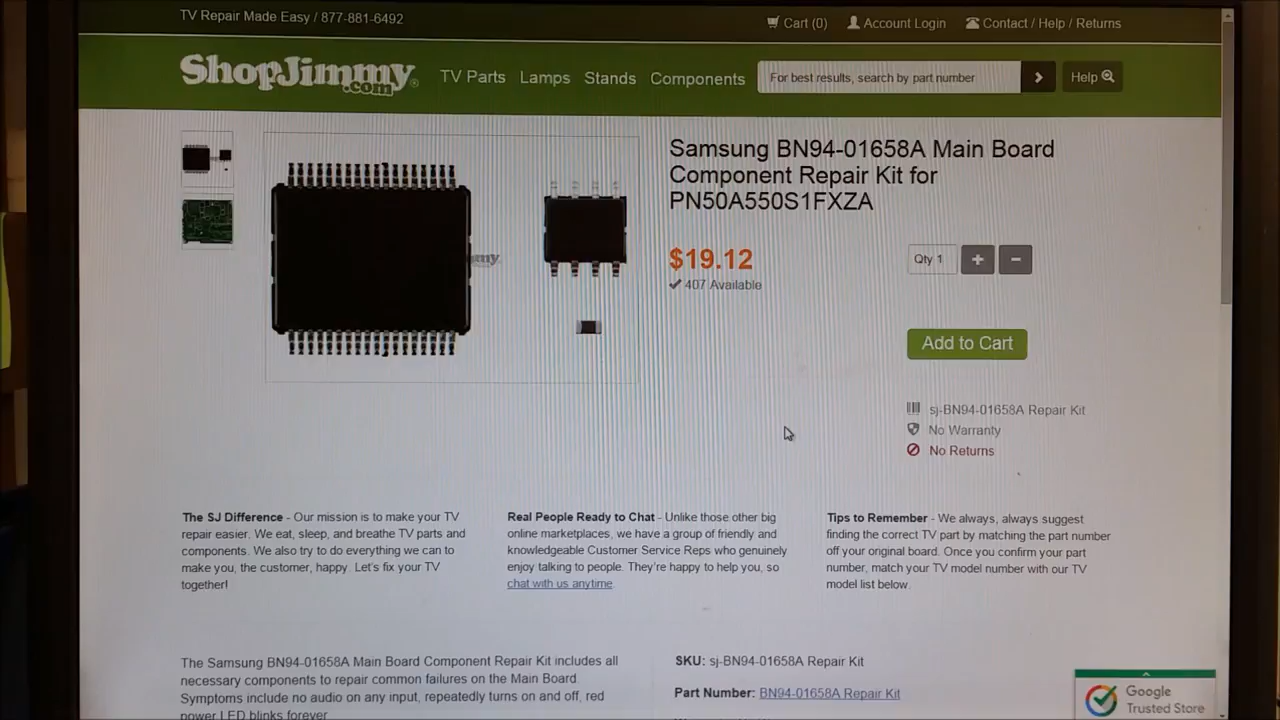 TV Repair Made Easy / 877-881-6492
Cart (0) Account Login Contact / Help / Returns
ShopJimmy.com®
TV Parts Lamps Stands Components
For best results, search by part number
Help
Samsung BN94-01658A Main Board
Component Repair Kit for
PN50A550S1FXZA
$19.12
407 Available
Qty 1 + −
Add to Cart
sj-BN94-01658A Repair Kit
No Warranty
No Returns
The SJ Difference - Our mission is to make your TV
repair easier. We eat, sleep, and breathe TV parts and
components. We also try to do everything we can to
make you, the customer, happy. Let's fix your TV
together!
Real People Ready to Chat - Unlike those other big
online marketplaces, we have a group of friendly and
knowledgeable Customer Service Reps who genuinely
enjoy talking to people. They're happy to help you, so
chat with us anytime.
Tips to Remember - We always, always suggest
finding the correct TV part by matching the part number
off your original board. Once you confirm your part
number, match your TV model number with our TV
model list below.
The Samsung BN94-01658A Main Board Component Repair Kit includes all
necessary components to repair common failures on the Main Board.
Symptoms include no audio on any input, repeatedly turns on and off, red
power LED blinks forever
SKU: sj-BN94-01658A Repair Kit
Part Number: BN94-01658A Repair Kit
Google
Trusted Store